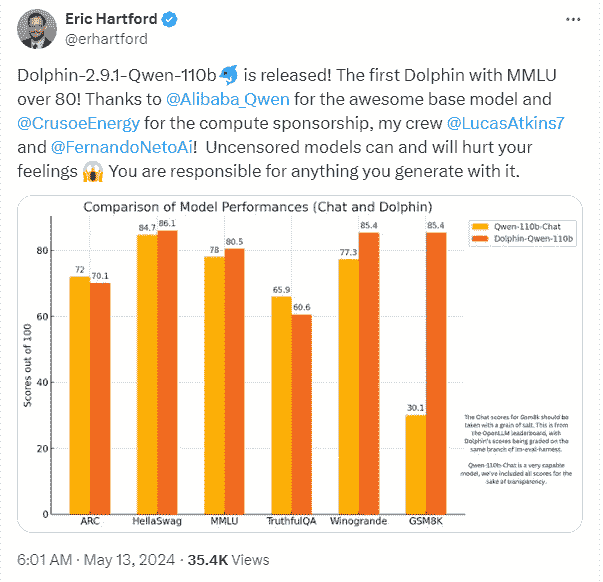 Eric Hartford
@erhartford
Dolphin-2.9.1-Qwen-110b🐬 is released! The first Dolphin with MMLU
over 80! Thanks to @Alibaba_Qwen for the awesome base model and
@CrusoeEnergy for the compute sponsorship, my crew @LucasAtkins7
and @FernandoNetoAi! Uncensored models can and will hurt your
feelings 😱 You are responsible for anything you generate with it.
Comparison of Model Performances (Chat and Dolphin)
Qwen-110b-Chat
Dolphin-Qwen-110b
Scores out of 100
80
60
40
20
0
72
70.1
84.7
86.1
78
80.5
65.9
60.6
77.3
85.4
30.1
85.4
ARC
HellaSwag
MMLU
TruthfulQA
Winogrande
GSM8K
The Chat scores for Gsm8k should be
taken with a grain of salt. This is from
the OpenLLM leaderboard, with
Dolphin's scores being graded on the
same branch of lm-eval-harness.
Qwen-110b-Chat is a very capable
model, we've included all scores for the
sake of transparency.
6:01 AM · May 13, 2024 · 35.4K Views